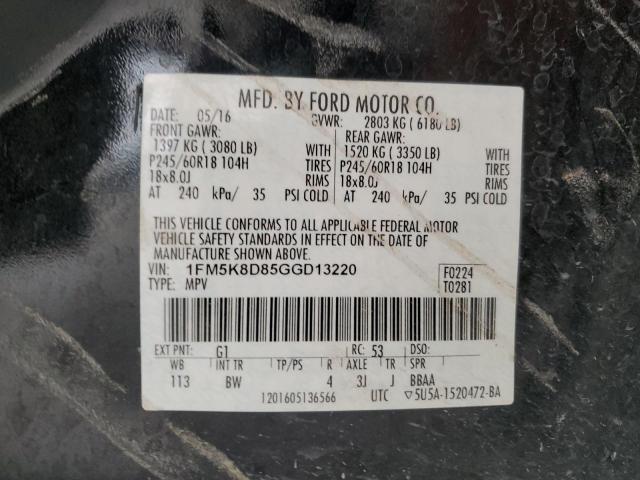 MFD. BY FORD MOTOR CO.
DATE: 05/16 GVWR: 2803 KG ( 6180 LB)
FRONT GAWR: REAR GAWR:
1397 KG ( 3080 LB) WITH 1520 KG ( 3350 LB) WITH
P245/60R18 104H TIRES P245/60R18 104H TIRES
18x8.0J RIMS 18x8.0J RIMS
AT 240 kPa/ 35 PSI COLD AT 240 kPa/ 35 PSI COLD
THIS VEHICLE CONFORMS TO ALL APPLICABLE FEDERAL MOTOR
VEHICLE SAFETY STANDARDS IN EFFECT ON THE DATE OF
MANUFACTURE SHOWN ABOVE.
VIN: 1FM5K8D85GGD13220 F0224
TYPE: MPV T0281
EXT PNT: G1 RC: 53 DSO:
WB INT TR TP/PS R AXLE TR SPR
113 BW 4 3J J BBAA
1201605136566 UTC ▽5U5A-1520472-BA